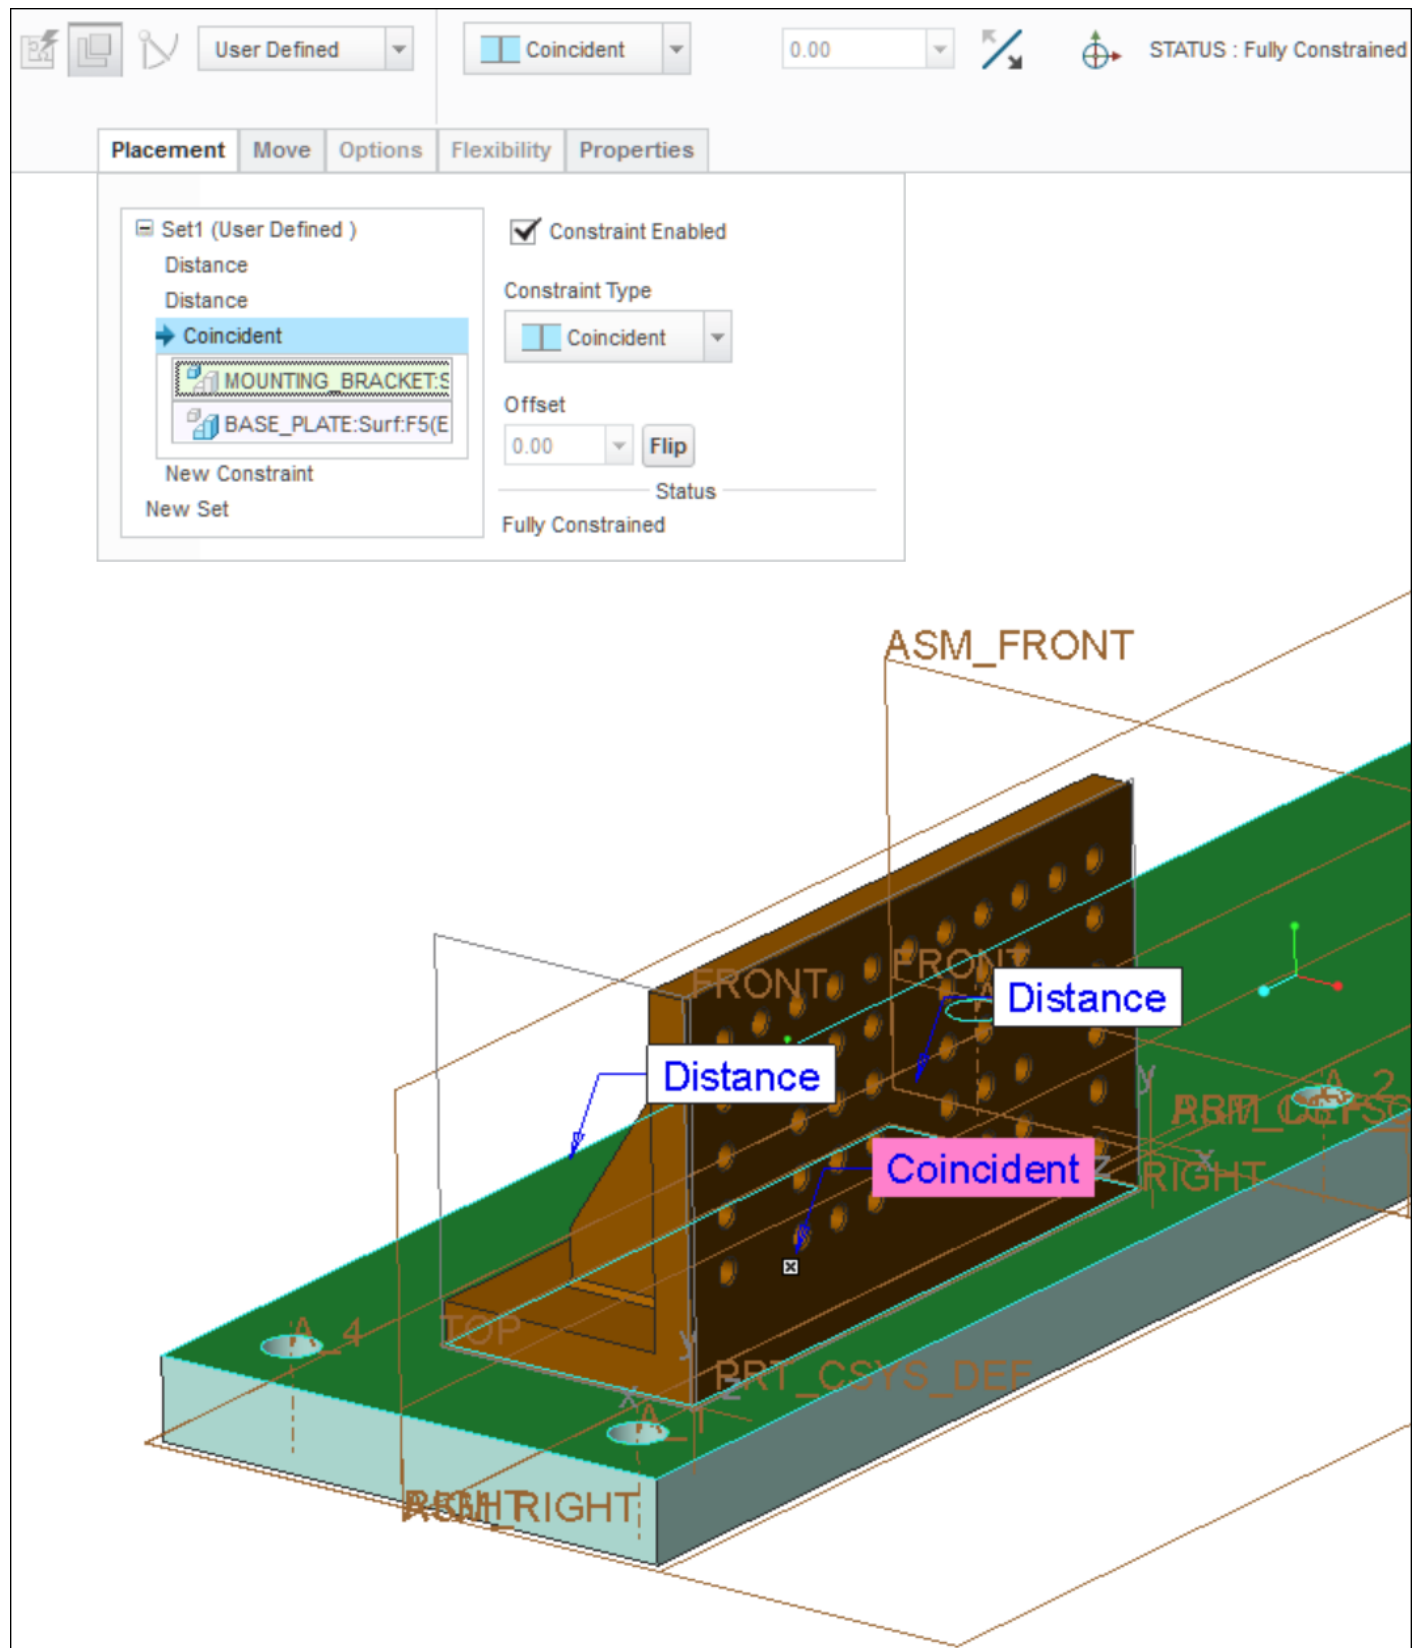 User Defined
Coincident
0.00
STATUS : Fully Constrained
Placement
Move
Options
Flexibility
Properties
Set1 (User Defined )
Distance
Distance
Coincident
MOUNTING_BRACKET:S
BASE_PLATE:Surf:F5(E
New Constraint
New Set
Constraint Enabled
Constraint Type
Coincident
Offset
0.00
Flip
Status
Fully Constrained
ASM_FRONT
FRONT
FRONT
Distance
Distance
Coincident
y
A_2
z
x
RIGHT
A_4
TOP
y
PRT_CSYS_DEF
x
z
A_1
RIGHT
ASM_RIGHT